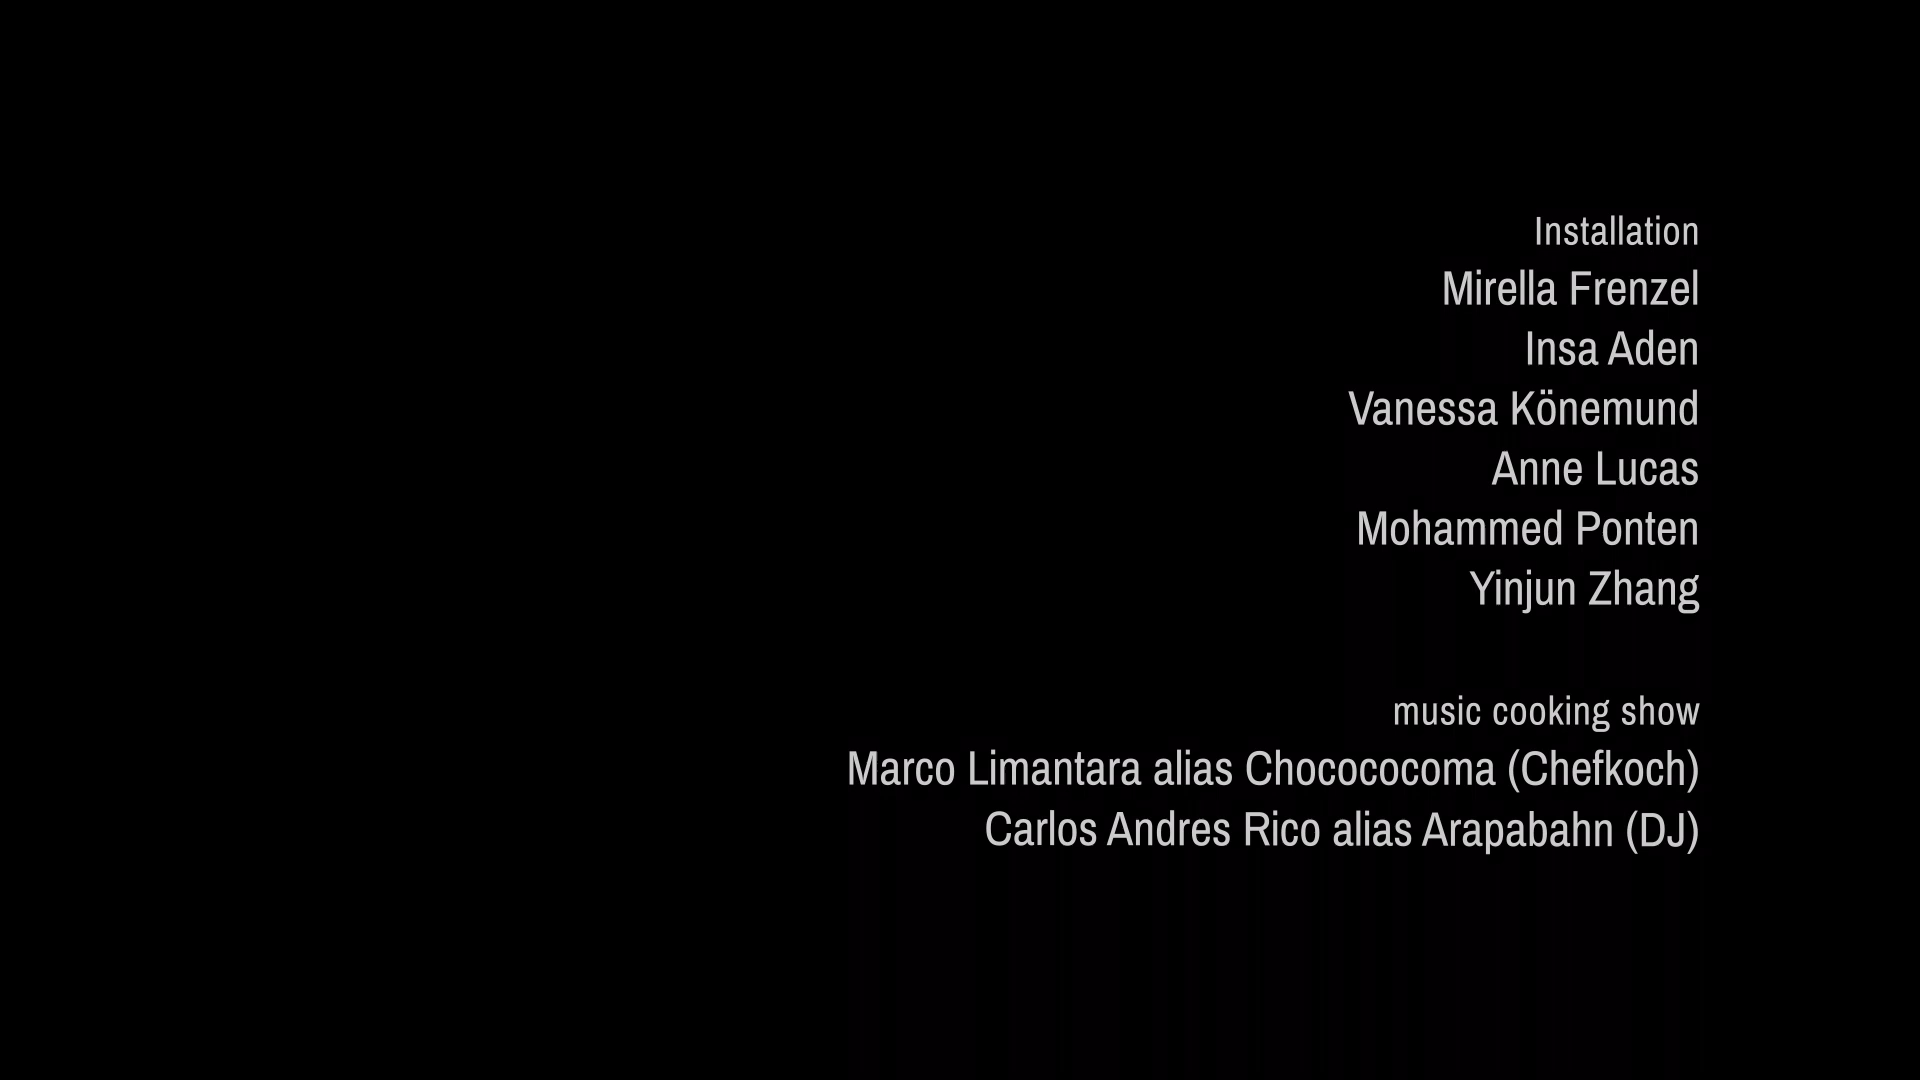 Installation
Mirella Frenzel
Insa Aden
Vanessa Könemund
Anne Lucas
Mohammed Ponten
Yinjun Zhang
music cooking show
Marco Limantara alias Chocococoma (Chefkoch)
Carlos Andres Rico alias Arapabahn (DJ)